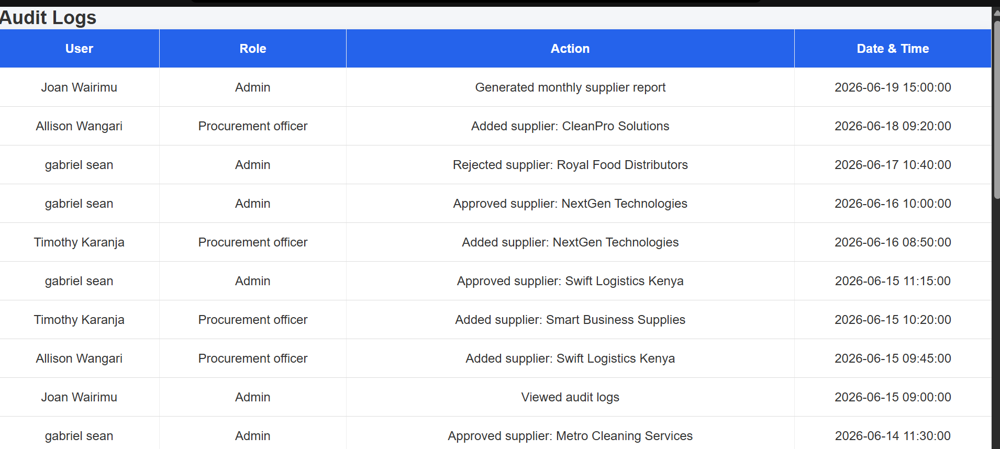 Audit Logs
User Role Action Date & Time
Joan Wairimu Admin Generated monthly supplier report 2026-06-19 15:00:00
Allison Wangari Procurement officer Added supplier: CleanPro Solutions 2026-06-18 09:20:00
gabriel sean Admin Rejected supplier: Royal Food Distributors 2026-06-17 10:40:00
gabriel sean Admin Approved supplier: NextGen Technologies 2026-06-16 10:00:00
Timothy Karanja Procurement officer Added supplier: NextGen Technologies 2026-06-16 08:50:00
gabriel sean Admin Approved supplier: Swift Logistics Kenya 2026-06-15 11:15:00
Timothy Karanja Procurement officer Added supplier: Smart Business Supplies 2026-06-15 10:20:00
Allison Wangari Procurement officer Added supplier: Swift Logistics Kenya 2026-06-15 09:45:00
Joan Wairimu Admin Viewed audit logs 2026-06-15 09:00:00
gabriel sean Admin Approved supplier: Metro Cleaning Services 2026-06-14 11:30:00